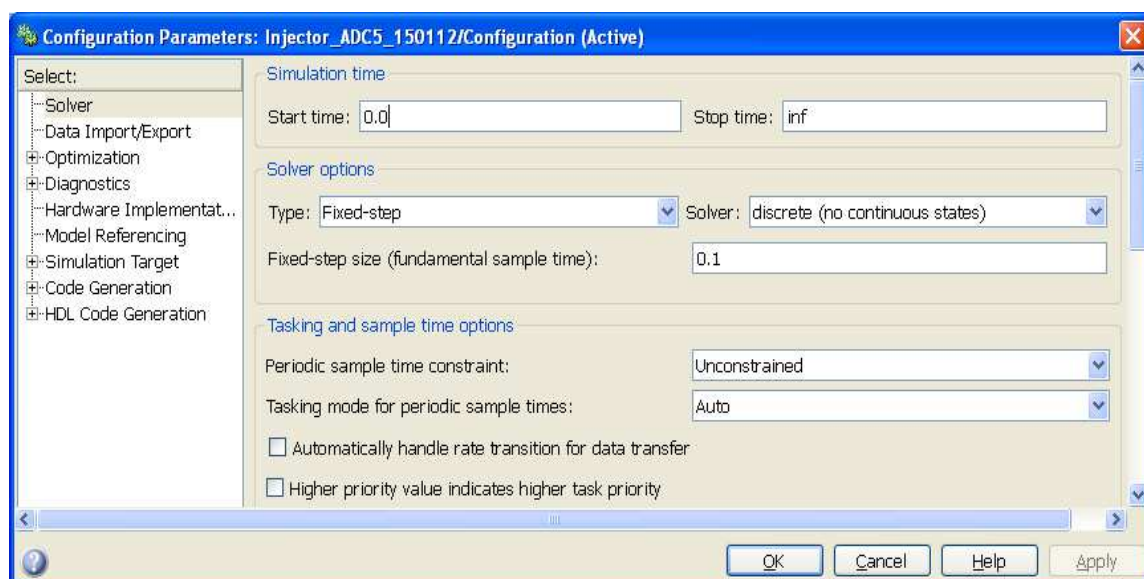 Configuration Parameters: Injector_ADC5_150112/Configuration (Active)
Select:
Solver
Data Import/Export
Optimization
Diagnostics
Hardware Implementat...
Model Referencing
Simulation Target
Code Generation
HDL Code Generation
Simulation time
Start time: 0.0 Stop time: inf
Solver options
Type: Fixed-step Solver: discrete (no continuous states)
Fixed-step size (fundamental sample time): 0.1
Tasking and sample time options
Periodic sample time constraint: Unconstrained
Tasking mode for periodic sample times: Auto
Automatically handle rate transition for data transfer
Higher priority value indicates higher task priority
OK Cancel Help Apply